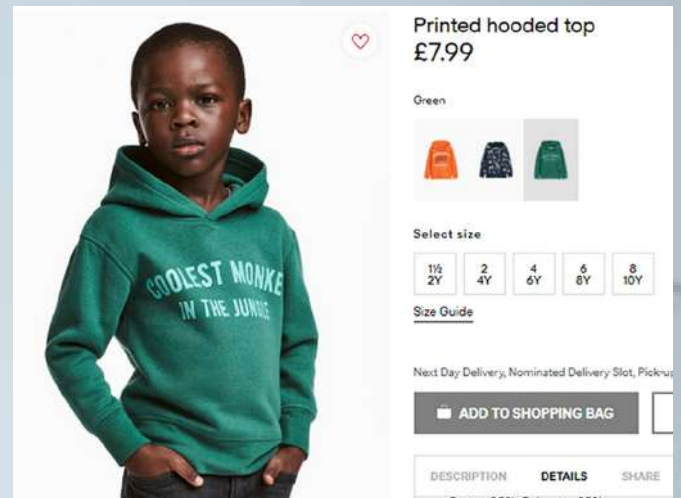 Printed hooded top
£7.99
Green
COOLEST MONKE
IN THE JUNGLE
Select size
1½ 2 4 6 8
2Y 4Y 6Y 8Y 10Y
Size Guide
Next Day Delivery, Nominated Delivery Slot, Pick-up
ADD TO SHOPPING BAG
DESCRIPTION DETAILS SHARE